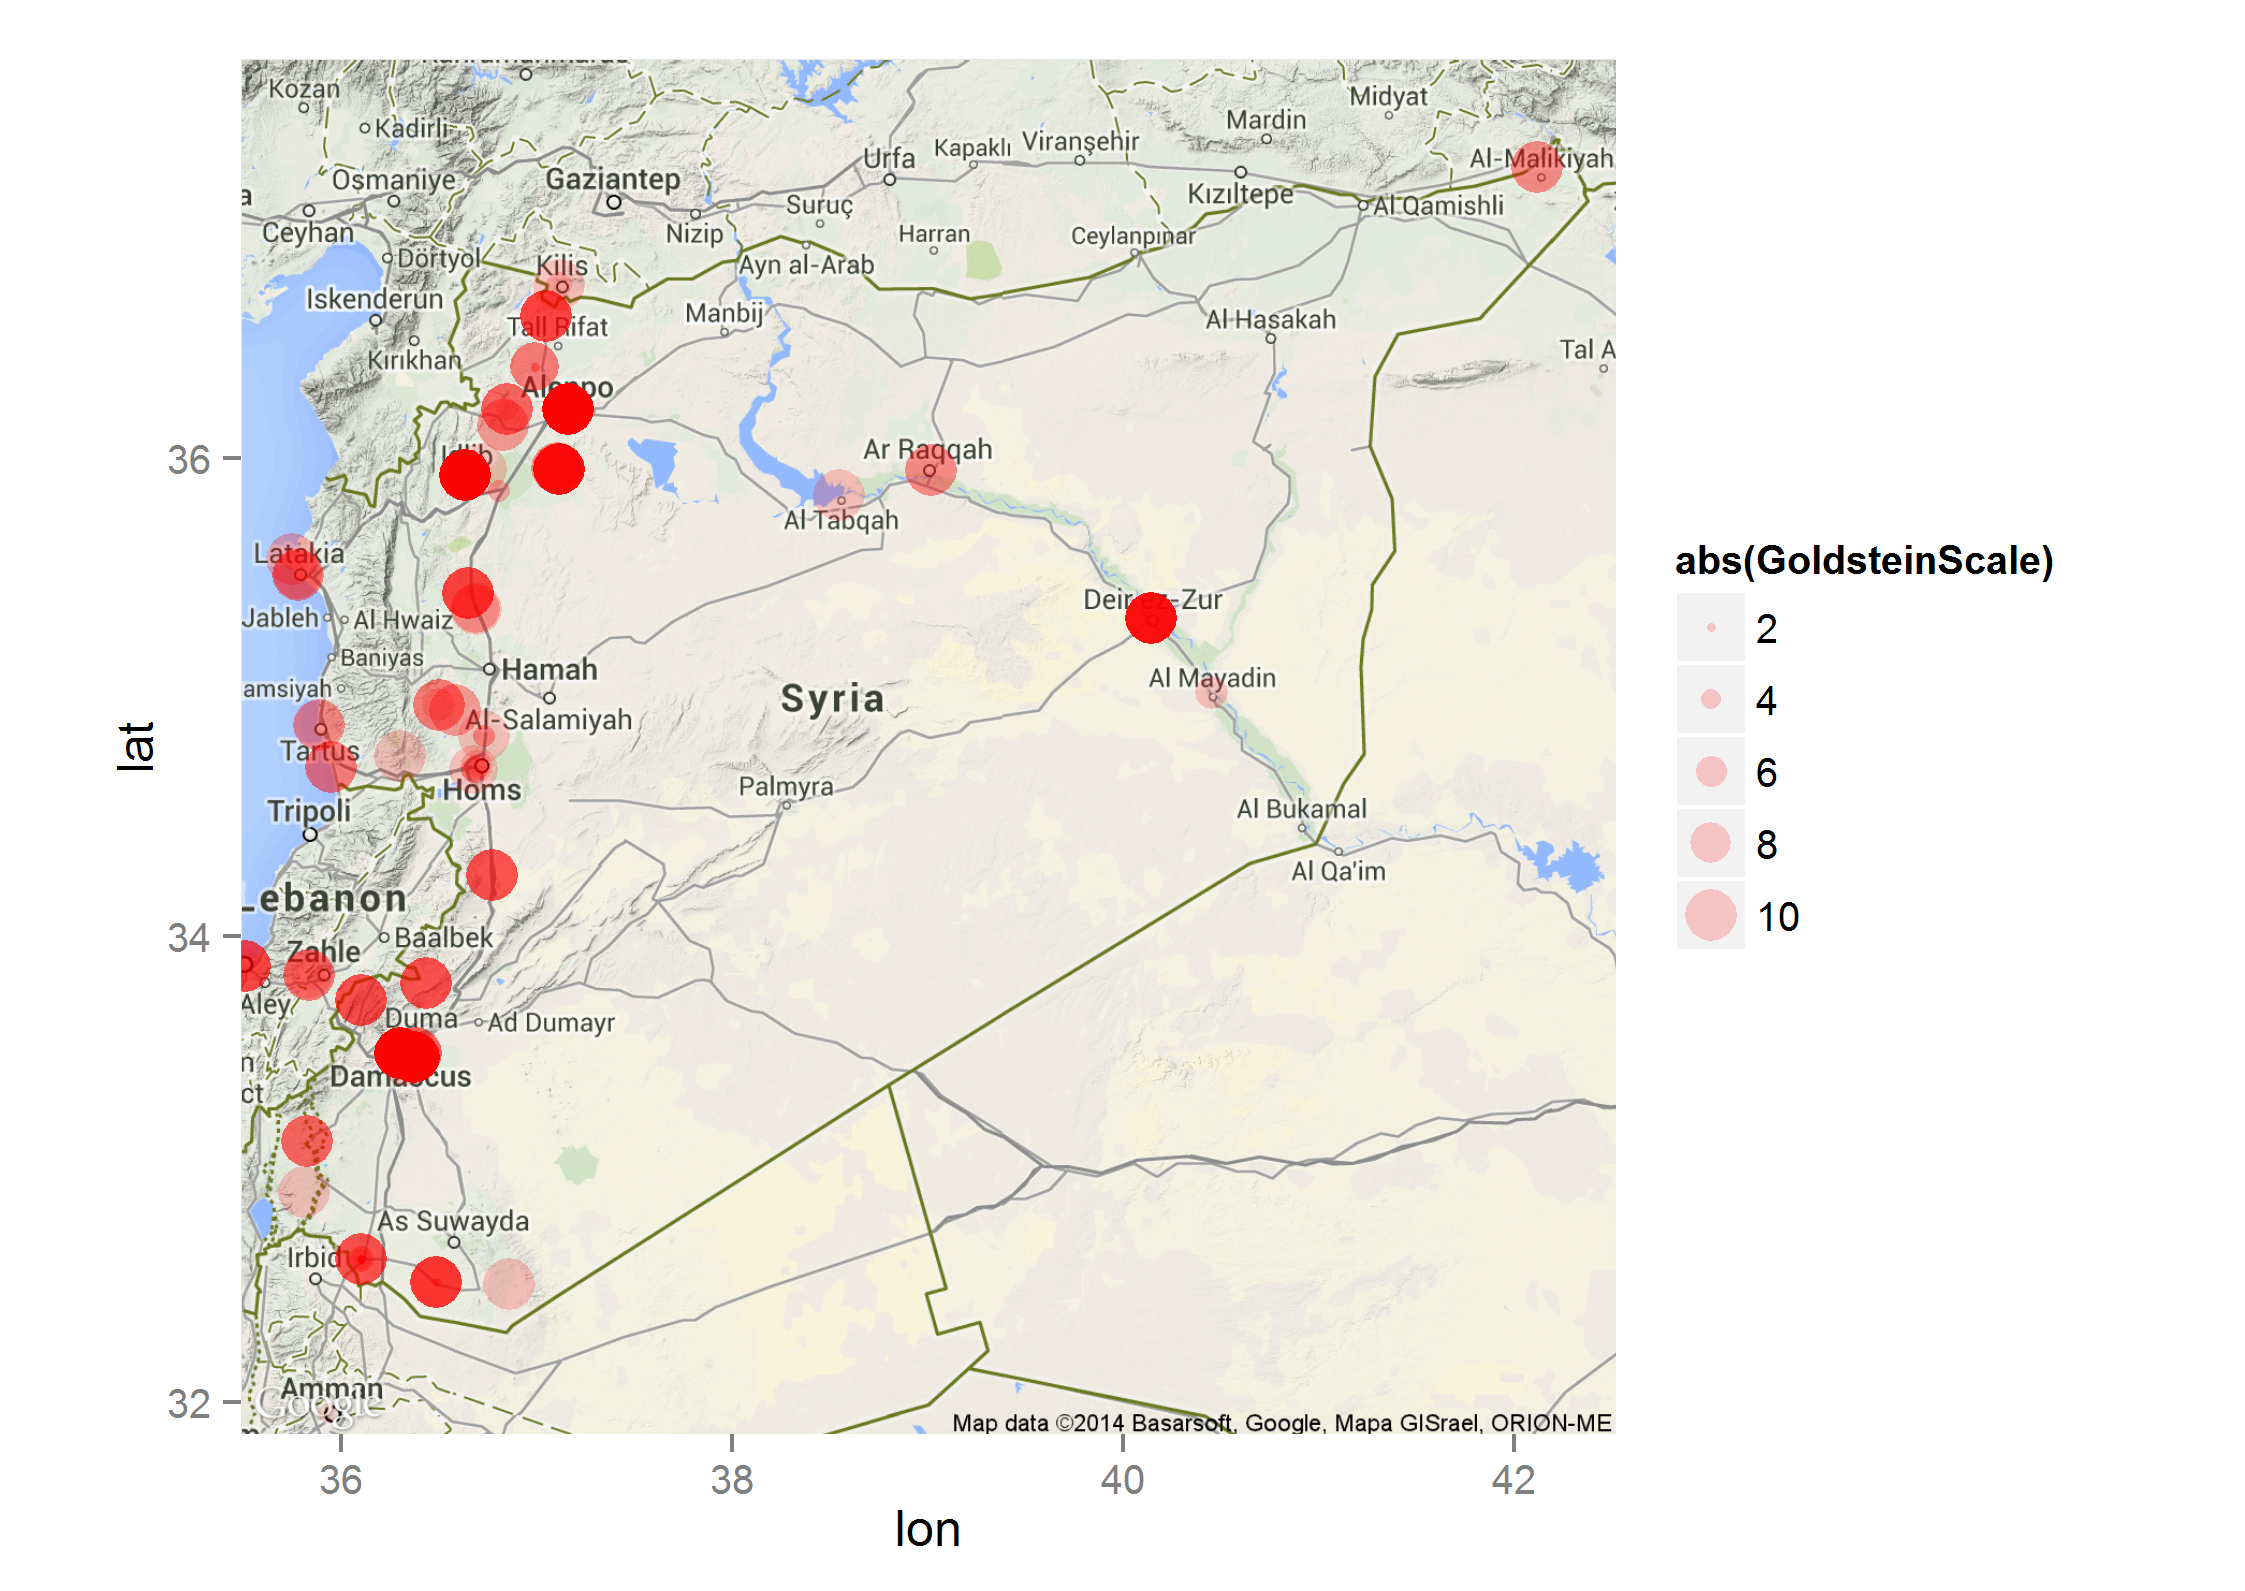 Kozan
Kadirli
Midyat
Mardin
Osmaniye
Gaziantep
Urfa
Kapaklı
Viranşehir
Al-Malikiyah
Kızıltepe
Al Qamishli
Ceyhan
Nizip
Suruç
Harran
Ceylanpınar
Dörtyol
Kilis
Ayn al-Arab
Iskenderun
Tall Rifat
Manbij
Al Hasakah
Kırıkhan
Tal A
Aleppo
Idlib
Ar Raqqah
36
Al Tabqah
Latakia
Jableh
Al Hwaiz
Deir ez-Zur
Baniyas
Hamah
Al Mayadin
amsiyah
Syria
Al-Salamiyah
Tartus
Homs
Palmyra
Tripoli
Al Bukamal
Al Qa'im
Lebanon
34
Zahle
Baalbek
Aley
Duma
Ad Dumayr
Damascus
n
ct
As Suwayda
Irbid
Amman
32
Google
Map data ©2014 Basarsoft, Google, Mapa GISrael, ORION-ME
36
38
40
42
lon
lat
abs(GoldsteinScale)
2
4
6
8
10